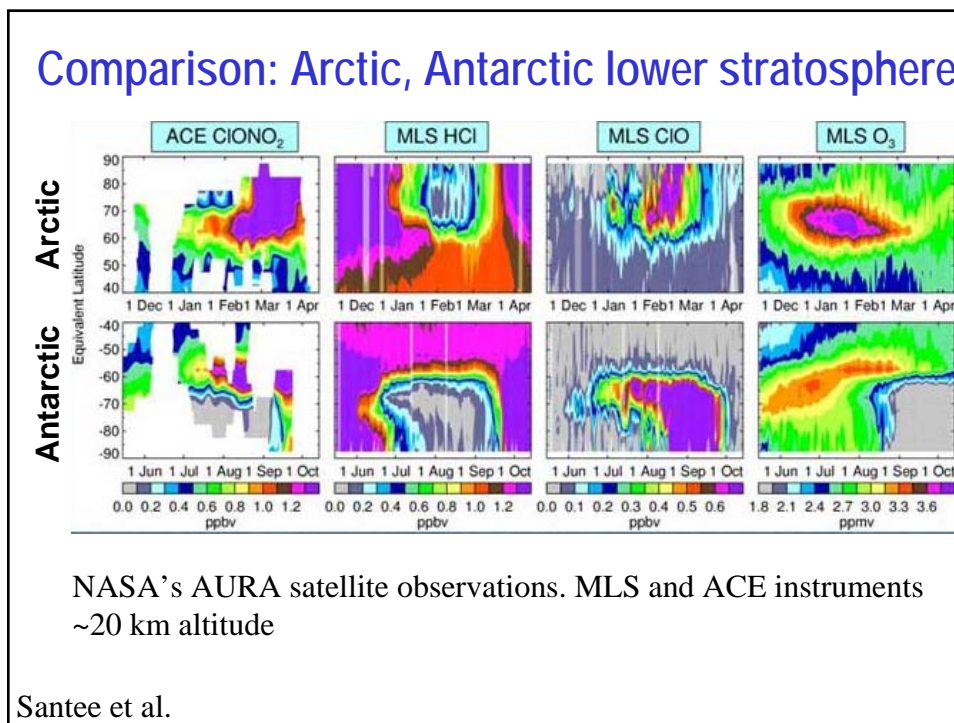 Comparison: Arctic, Antarctic lower stratosphere
ACE ClONO2
MLS HCl
MLS ClO
MLS O3
Arctic
Antarctic
Equivalent Latitude
90
80
70
60
50
40
1 Dec 1 Jan 1 Feb 1 Mar 1 Apr
1 Dec 1 Jan 1 Feb1 Mar 1 Apr
1 Dec 1 Jan 1 Feb1 Mar 1 Apr
1 Dec 1 Jan 1 Feb1 Mar 1 Apr
-40
-50
-60
-70
-80
-90
1 Jun 1 Jul 1 Aug 1 Sep 1 Oct
1 Jun 1 Jul 1 Aug 1 Sep 1 Oct
1 Jun 1 Jul 1 Aug 1 Sep 1 Oct
1 Jun 1 Jul 1 Aug 1 Sep 1 Oct
0.0 0.2 0.4 0.6 0.8 1.0 1.2
0.0 0.2 0.4 0.6 0.8 1.0 1.2
0.0 0.1 0.2 0.3 0.4 0.5 0.6
1.8 2.1 2.4 2.7 3.0 3.3 3.6
ppbv
ppbv
ppbv
ppmv
NASA's AURA satellite observations. MLS and ACE instruments
~20 km altitude
Santee et al.